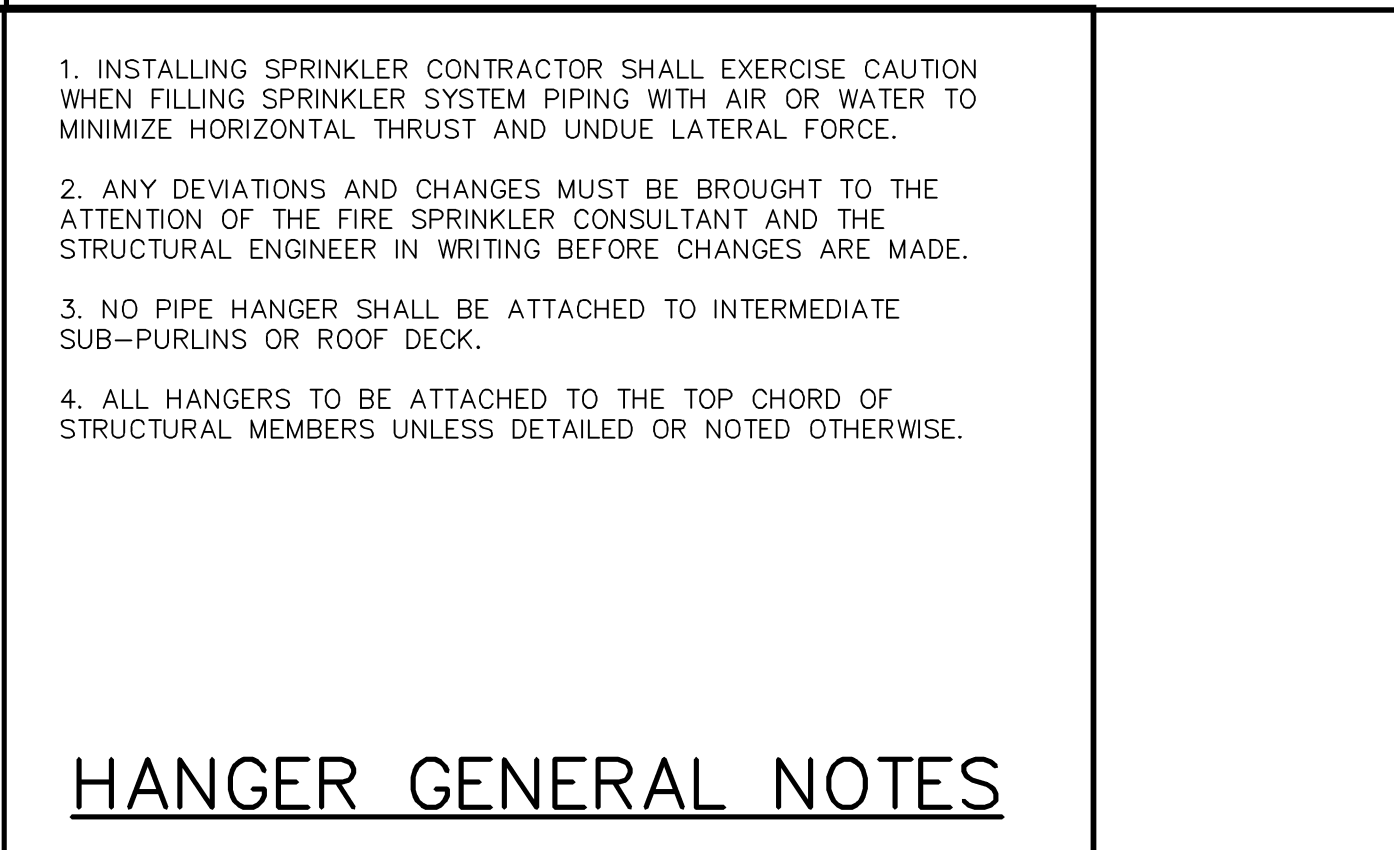 1. INSTALLING SPRINKLER CONTRACTOR SHALL EXERCISE CAUTION
WHEN FILLING SPRINKLER SYSTEM PIPING WITH AIR OR WATER TO
MINIMIZE HORIZONTAL THRUST AND UNDUE LATERAL FORCE.
2. ANY DEVIATIONS AND CHANGES MUST BE BROUGHT TO THE
ATTENTION OF THE FIRE SPRINKLER CONSULTANT AND THE
STRUCTURAL ENGINEER IN WRITING BEFORE CHANGES ARE MADE.
3. NO PIPE HANGER SHALL BE ATTACHED TO INTERMEDIATE
SUB-PURLINS OR ROOF DECK.
4. ALL HANGERS TO BE ATTACHED TO THE TOP CHORD OF
STRUCTURAL MEMBERS UNLESS DETAILED OR NOTED OTHERWISE.
HANGER GENERAL NOTES